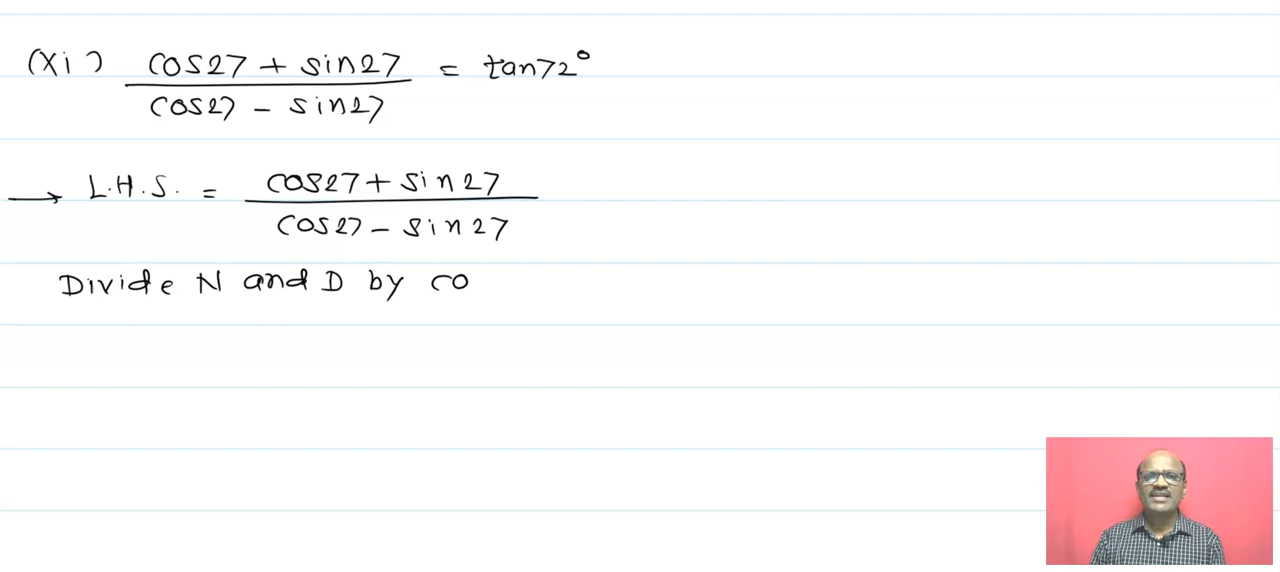 (xi) cos27 + sin27 / cos27 - sin27 = tan72°
→ L.H.S. = cos27 + sin27 / cos27 - sin27
Divide N and D by co